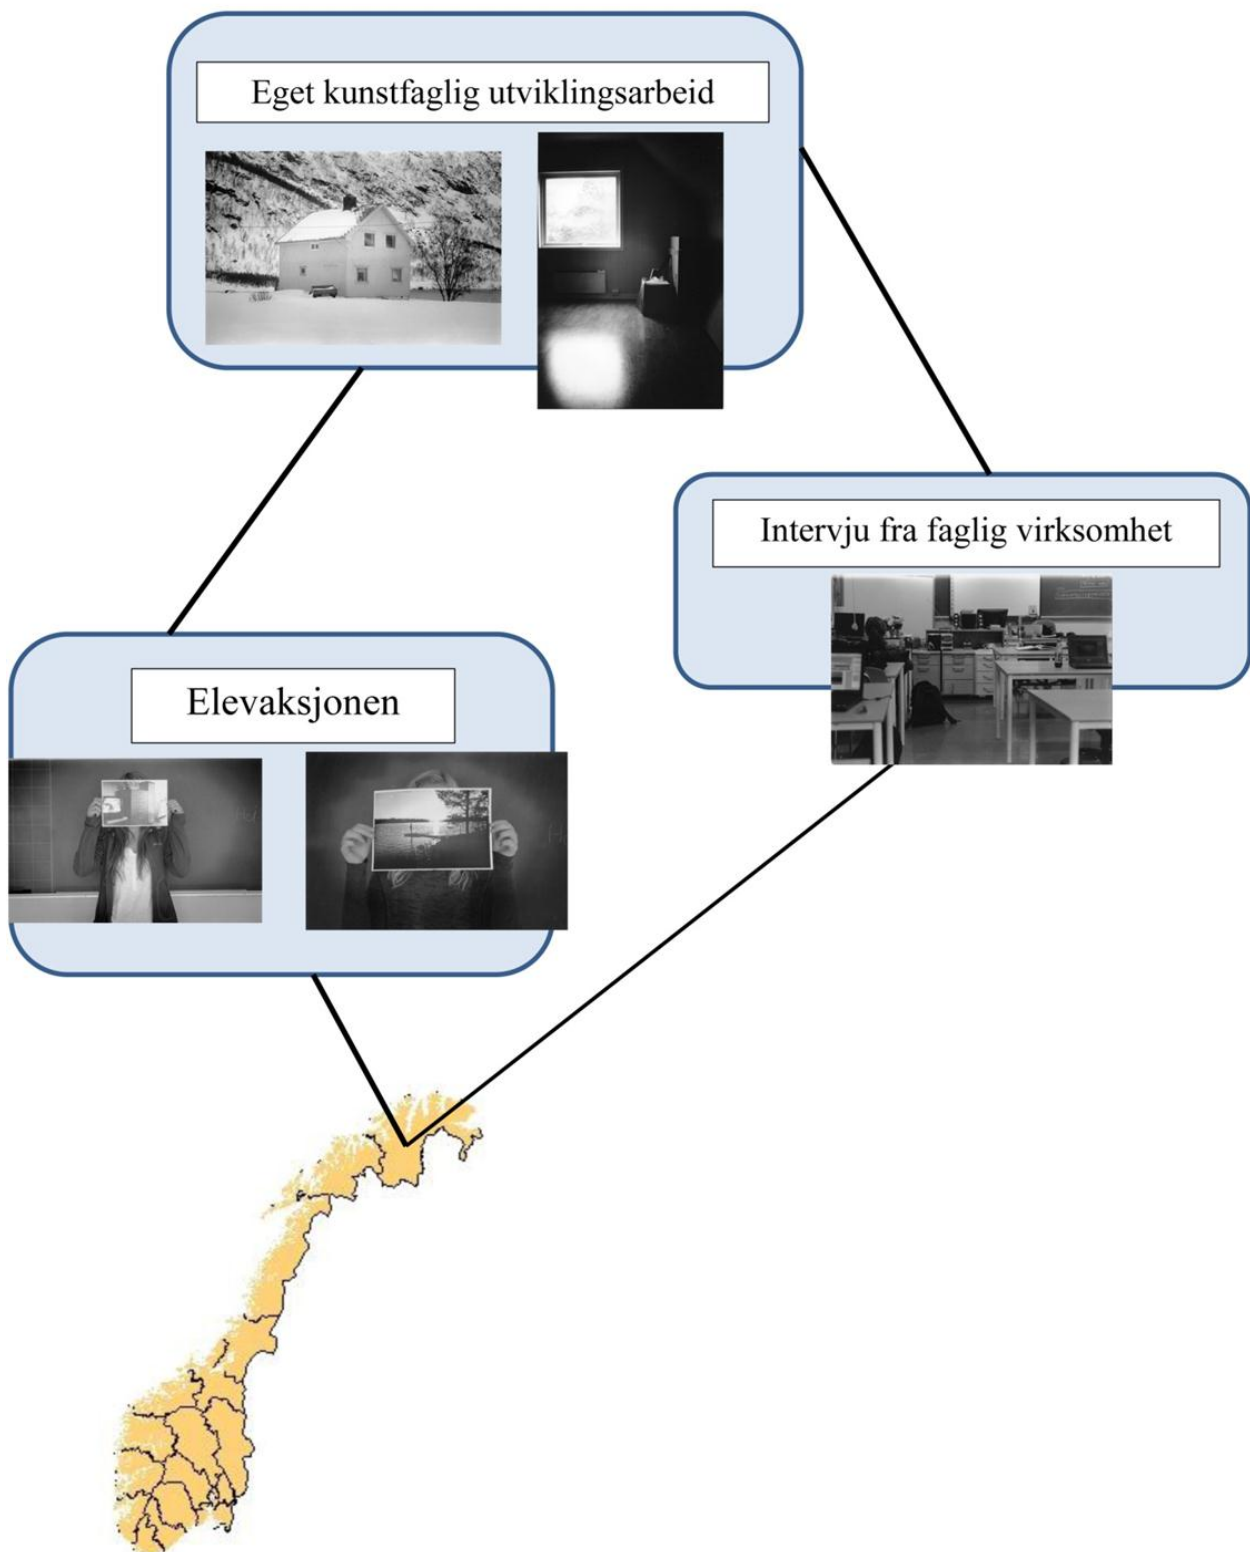 Eget kunstfaglig utviklingsarbeid
Intervju fra faglig virksomhet
Elevaksjonen